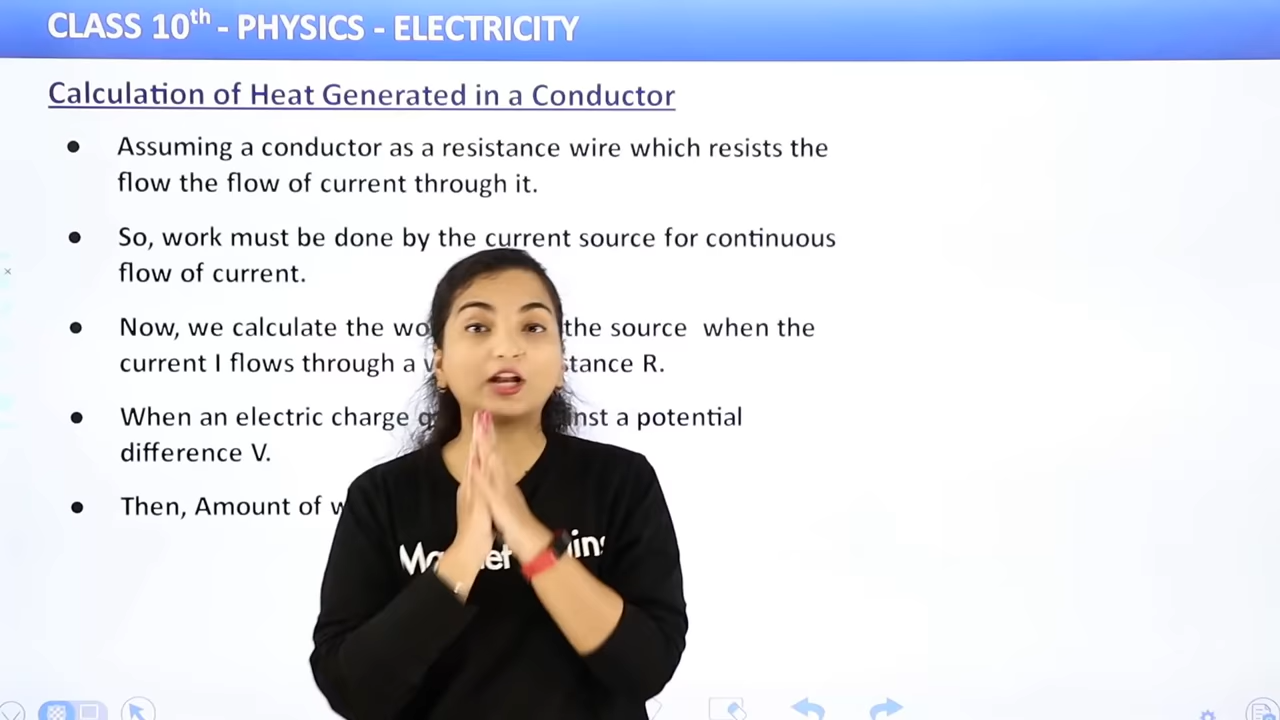 CLASS 10th - PHYSICS - ELECTRICITY
Calculation of Heat Generated in a Conductor
• Assuming a conductor as a resistance wire which resists the
flow the flow of current through it.
• So, work must be done by the current source for continuous
flow of current.
• Now, we calculate the the source when the
current I flows through a R.
• When an electric charge a potential
difference V.
• Then, Amount of